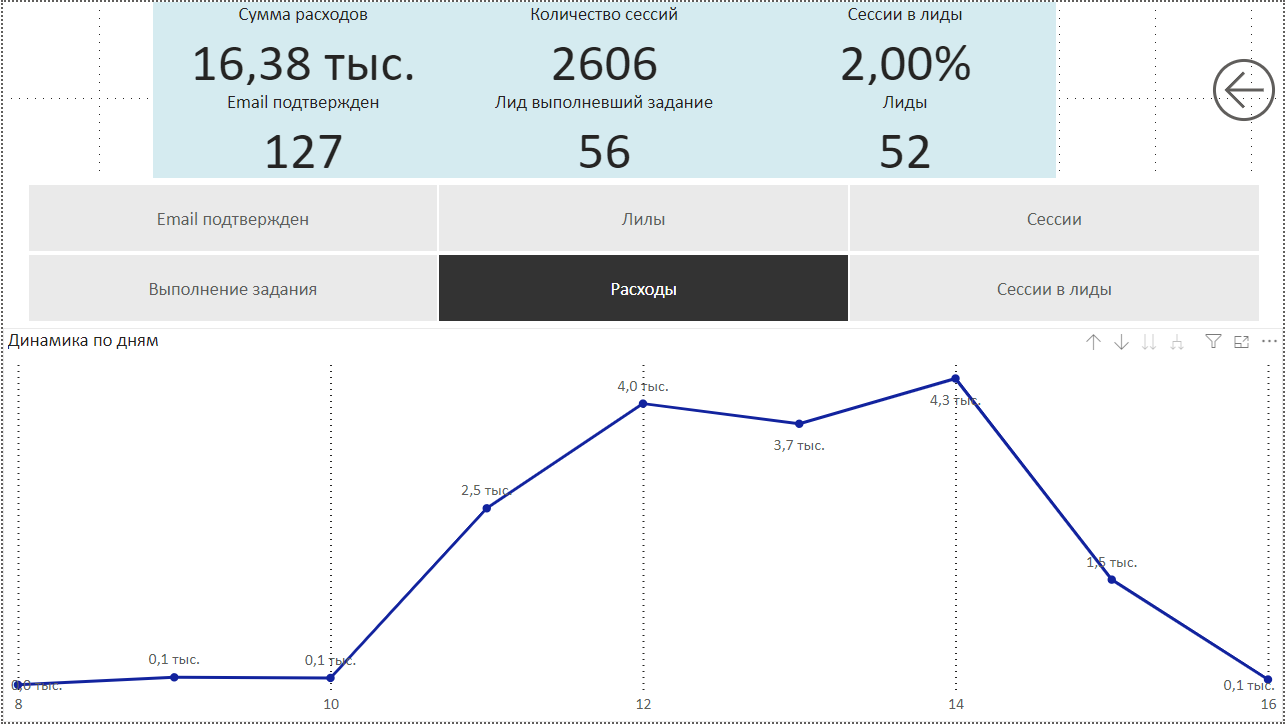 Сумма расходов Количество сессий Сессии в лиды
16,38 тыс. 2606 2,00%
Email подтвержден Лид выполневший задание Лиды
127 56 52
Email подтвержден Лилы Сессии
Выполнение задания Расходы Сессии в лиды
Динамика по дням
4,0 тыс.
4,3 тыс.
3,7 тыс.
2,5 тыс.
1,5 тыс.
0,1 тыс. 0,1 тыс.
0,0 тыс. 0,1 тыс.
8 10 12 14 16